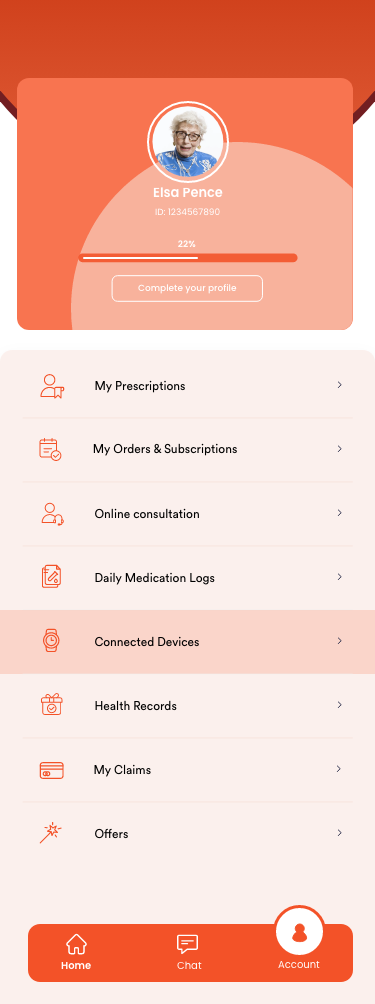 Elsa Pence
ID: 1234567890
22%
Complete your profile
My Prescriptions
My Orders & Subscriptions
Online consultation
Daily Medication Logs
Connected Devices
Health Records
My Claims
Offers
Home
Chat
Account